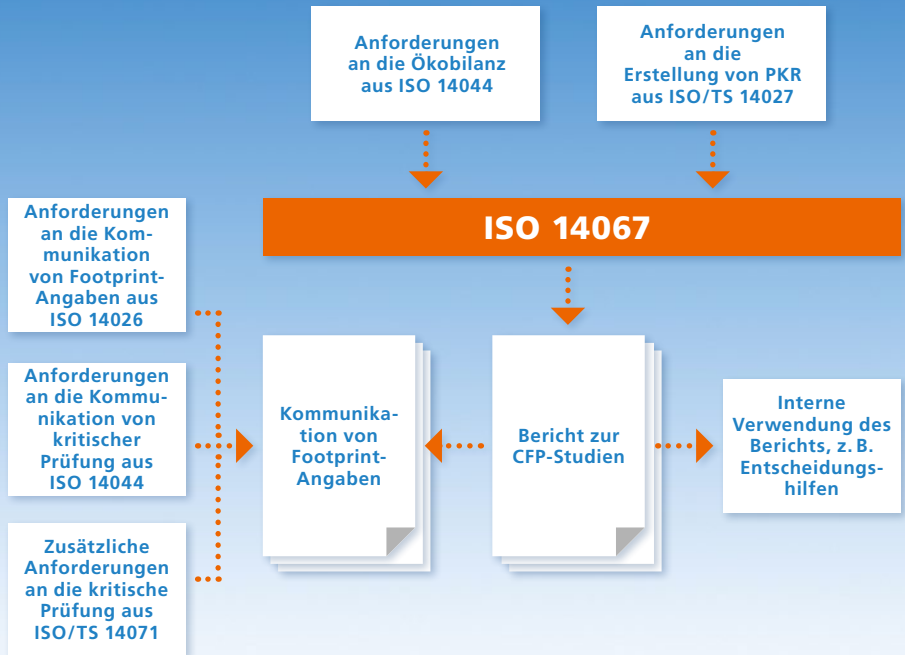 Anforderungen
an die Ökobilanz
aus ISO 14044
Anforderungen
an die
Erstellung von PKR
aus ISO/TS 14027
ISO 14067
Anforderungen
an die Kom-
munikation
von Footprint-
Angaben aus
ISO 14026
Anforderungen
an die Kommu-
nikation von
kritischer
Prüfung aus
ISO 14044
Zusätzliche
Anforderungen
an die kritische
Prüfung aus
ISO/TS 14071
Kommunika-
tion von
Footprint-
Angaben
Bericht zur
CFP-Studien
Interne
Verwendung des
Berichts, z. B.
Entscheidungs-
hilfen